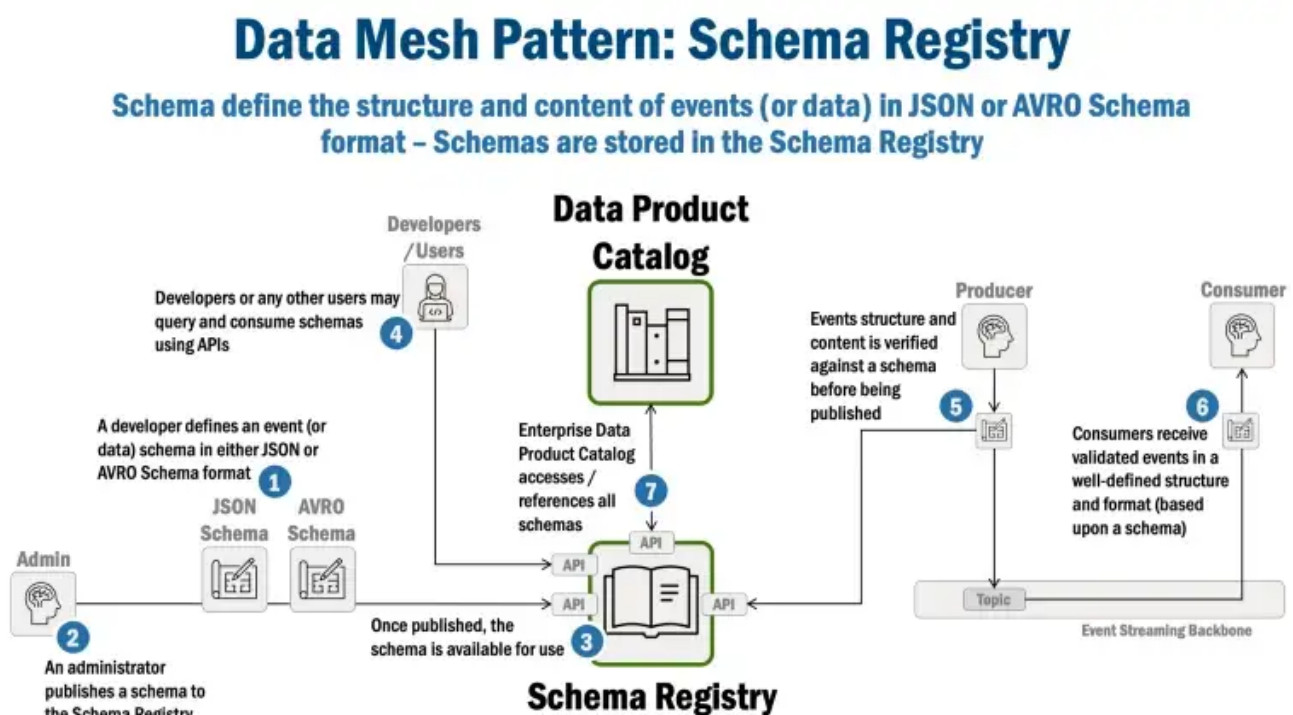 Data Mesh Pattern: Schema Registry
Schema define the structure and content of events (or data) in JSON or AVRO Schema
format – Schemas are stored in the Schema Registry
Data Product
Catalog
Developers
/Users
Developers or any other users may
query and consume schemas
using APIs
4
A developer defines an event (or
data) schema in either JSON or
AVRO Schema format
1
JSON
Schema
AVRO
Schema
Admin
2
An administrator
publishes a schema to
the Schema Registry
Enterprise Data
Product Catalog
accesses /
references all
schemas
7
API
API
API
API
Once published, the
schema is available for use
3
Schema Registry
Producer
Events structure and
content is verified
against a schema
before being
published
5
Consumer
6
Consumers receive
validated events in a
well-defined structure
and format (based
upon a schema)
Topic
Event Streaming Backbone